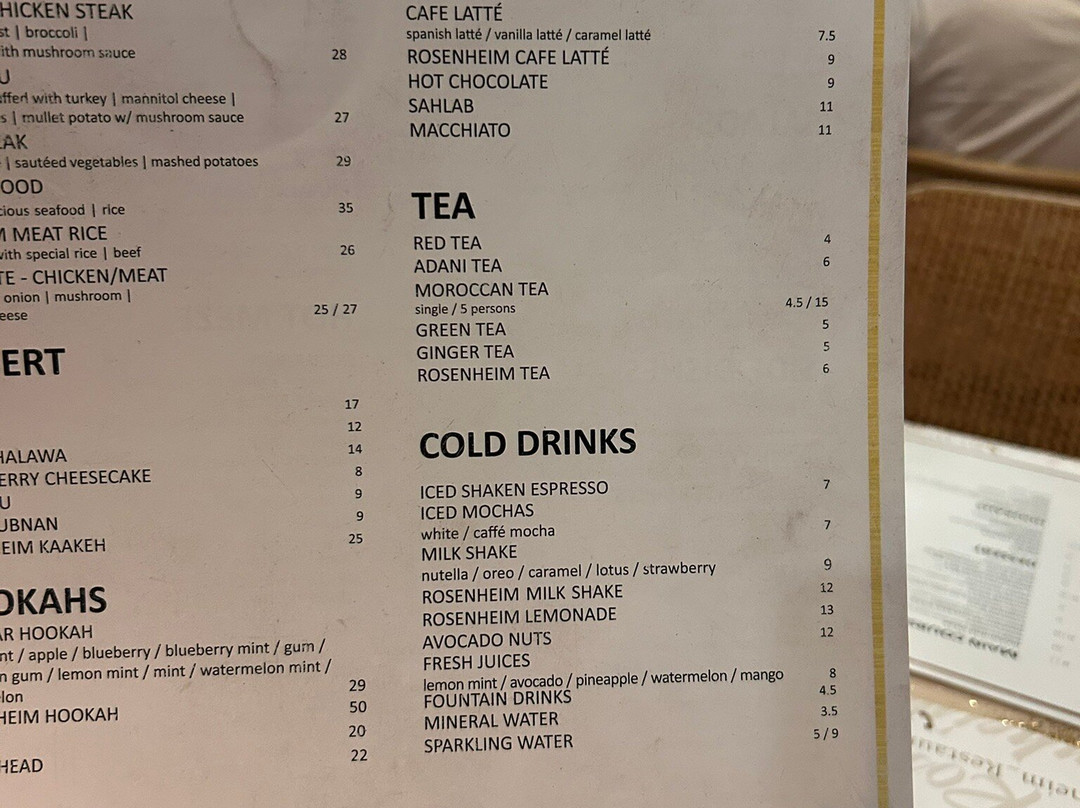 HICKEN STEAK
st | broccoli |
ith mushroom sauce 28
U
ffed with turkey | mannitol cheese |
s | mullet potato w/ mushroom sauce 27
AK
| sautéed vegetables | mashed potatoes 29
OOD
cious seafood | rice 35
M MEAT RICE
with special rice | beef 26
TE - CHICKEN/MEAT
onion | mushroom |
eese 25 / 27
ERT
17
12
HALAWA 14
ERRY CHEESECAKE 8
U 9
UBNAN 9
EIM KAAKEH 25
OKAHS
AR HOOKAH
nt / apple / blueberry / blueberry mint / gum /
n gum / lemon mint / mint / watermelon mint /
lon 29
HEIM HOOKAH 50
20
HEAD 22
CAFE LATTÉ
spanish latté / vanilla latté / caramel latté 7.5
ROSENHEIM CAFE LATTÉ 9
HOT CHOCOLATE 9
SAHLAB 11
MACCHIATO 11
TEA
RED TEA 4
ADANI TEA 6
MOROCCAN TEA
single / 5 persons 4.5 / 15
GREEN TEA 5
GINGER TEA 5
ROSENHEIM TEA 6
COLD DRINKS
ICED SHAKEN ESPRESSO 7
ICED MOCHAS
white / caffé mocha 7
MILK SHAKE
nutella / oreo / caramel / lotus / strawberry 9
ROSENHEIM MILK SHAKE 12
ROSENHEIM LEMONADE 13
AVOCADO NUTS 12
FRESH JUICES
lemon mint / avocado / pineapple / watermelon / mango 8
FOUNTAIN DRINKS 4.5
MINERAL WATER 3.5
SPARKLING WATER 5 / 9
MAIN COURSE